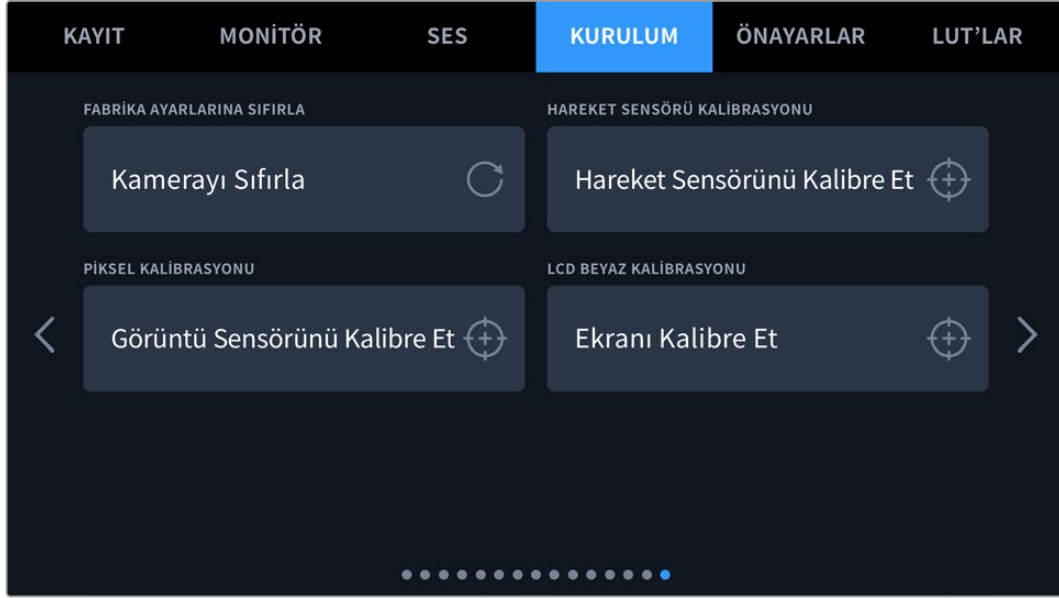 KAYIT MONİTÖR SES KURULUM ÖNAYARLAR LUT’LAR
FABRİKA AYARLARINA SIFIRLA
Kamerayı Sıfırla
HAREKET SENSÖRÜ KALİBRASYONU
Hareket Sensörünü Kalibre Et
PİKSEL KALİBRASYONU
Görüntü Sensörünü Kalibre Et
LCD BEYAZ KALİBRASYONU
Ekranı Kalibre Et